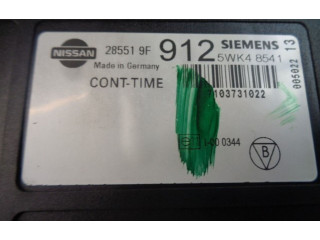 NISSAN
28551 9F 912 SIEMENS
Made in Germany
5WK4 8541
CONT-TIME
103731022
005022 13
B